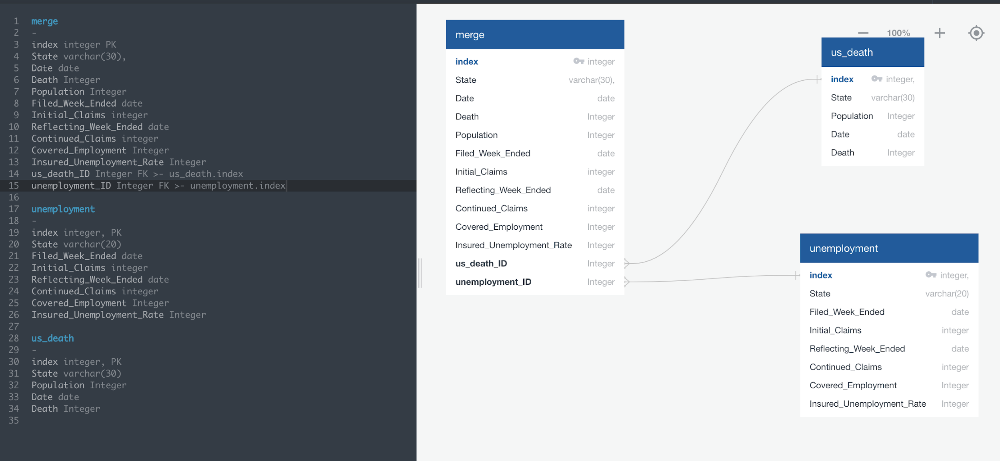 1 merge
2 -
3 index integer PK
4 State varchar(30),
5 Date date
6 Death Integer
7 Population Integer
8 Filed_Week_Ended date
9 Initial_Claims integer
10 Reflecting_Week_Ended date
11 Continued_Claims integer
12 Covered_Employment Integer
13 Insured_Unemployment_Rate Integer
14 us_death_ID Integer FK >- us_death.index
15 unemployment_ID Integer FK >- unemployment.index
16
17 unemployment
18 -
19 index integer, PK
20 State varchar(20)
21 Filed_Week_Ended date
22 Initial_Claims integer
23 Reflecting_Week_Ended date
24 Continued_Claims integer
25 Covered_Employment Integer
26 Insured_Unemployment_Rate Integer
27
28 us_death
29 -
30 index integer, PK
31 State varchar(30)
32 Population Integer
33 Date date
34 Death Integer
35
merge
index integer
State varchar(30),
Date date
Death Integer
Population Integer
Filed_Week_Ended date
Initial_Claims integer
Reflecting_Week_Ended date
Continued_Claims integer
Covered_Employment Integer
Insured_Unemployment_Rate Integer
us_death_ID Integer
unemployment_ID Integer
100%
us_death
index integer,
State varchar(30)
Population Integer
Date date
Death Integer
unemployment
index integer,
State varchar(20)
Filed_Week_Ended date
Initial_Claims integer
Reflecting_Week_Ended date
Continued_Claims integer
Covered_Employment Integer
Insured_Unemployment_Rate Integer